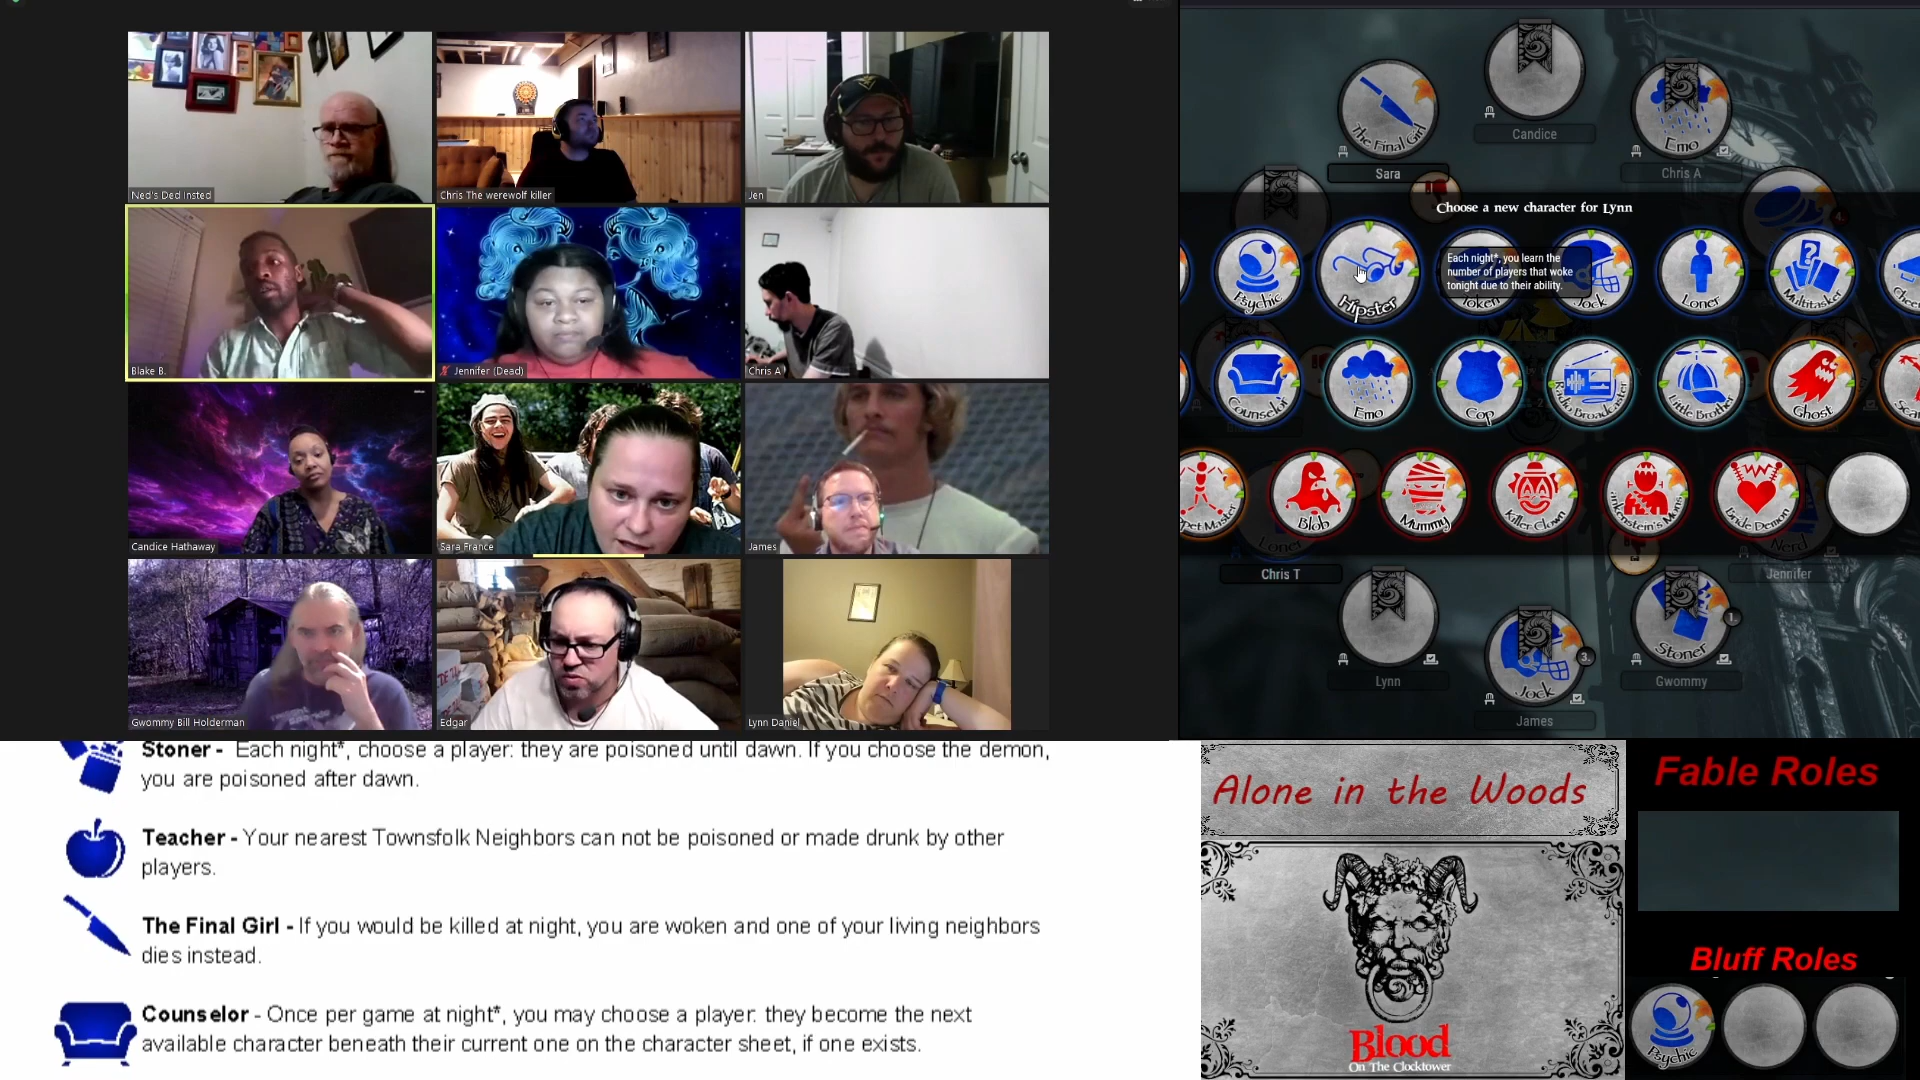 Ned's Ded Insted
Chris The werewolf killer
Jen
Blake B.
Jennifer (Dead)
Chris A
Candice Hathaway
Sara France
James
Gwommy Bill Holderman
Edgar
Lynn Daniel
The Final Girl
Sara
Candice
Emo
Chris A
Choose a new character for Lynn
Psychic
Hipster
Each night*, you learn the
number of players that woke
tonight due to their ability.
Jock
Loner
Multitasker
Counselor
Emo
Cop
Radio Broadcaster
Little Brother
Ghost
Blob
Mummy
Killer Clown
Chris T
Nerd
Jennifer
Lynn
3.
Jock
James
1.
Stoner
Gwommy
Stoner - Each night*, choose a player: they are poisoned until dawn. If you choose the demon,
you are poisoned after dawn.
Teacher - Your nearest Townsfolk Neighbors can not be poisoned or made drunk by other
players.
The Final Girl - If you would be killed at night, you are woken and one of your living neighbors
dies instead.
Counselor - Once per game at night*, you may choose a player: they become the next
available character beneath their current one on the character sheet, if one exists.
Alone in the Woods
Blood
On The Clocktower
Fable Roles
Bluff Roles
Psychic